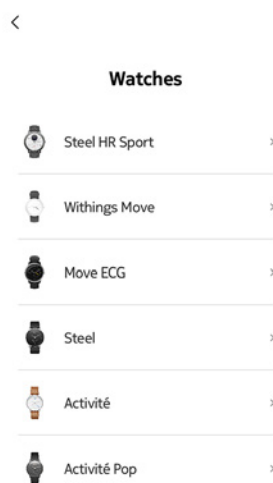 Watches
Steel HR Sport
Withings Move
Move ECG
Steel
Activité
Activité Pop